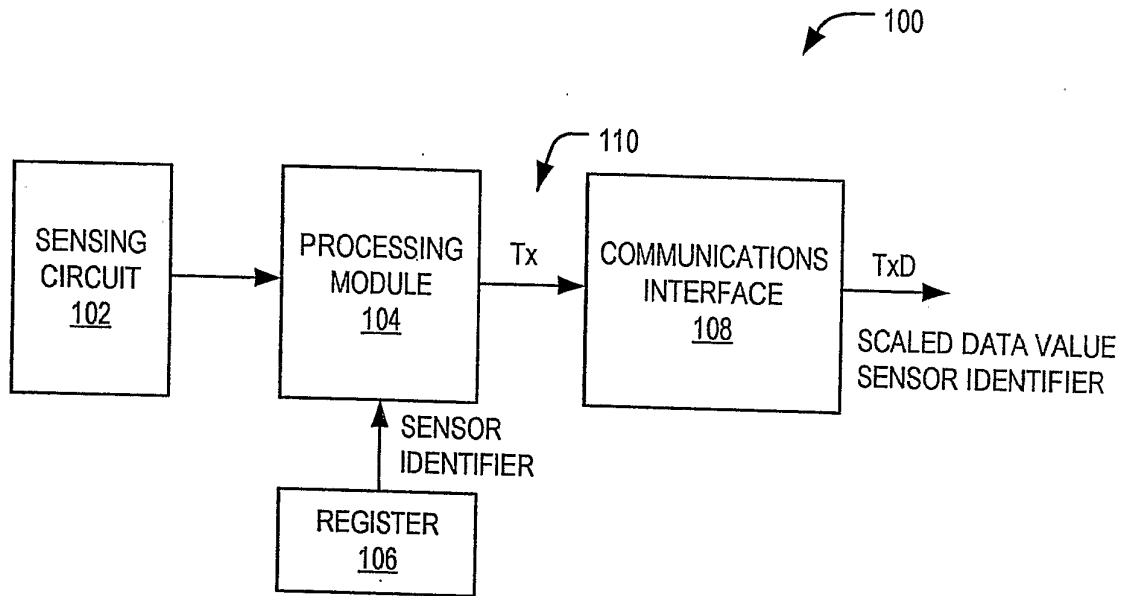 100
110
SENSING
CIRCUIT
102
PROCESSING
MODULE
104
Tx
COMMUNICATIONS
INTERFACE
108
TxD
SCALED DATA VALUE
SENSOR IDENTIFIER
SENSOR
IDENTIFIER
REGISTER
106